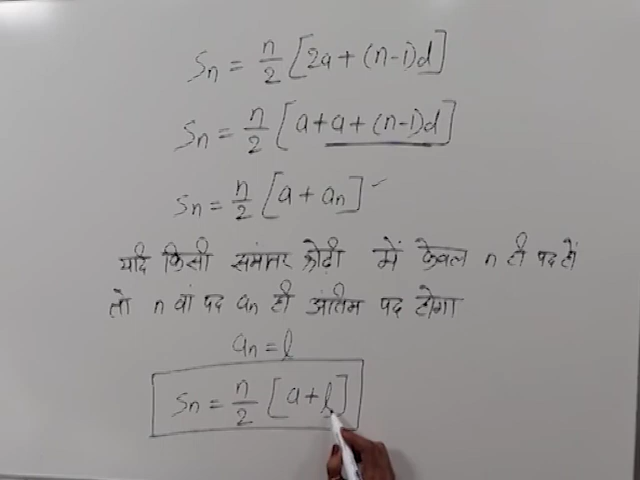 Sn = n/2 [2a + (n-1)d]
Sn = n/2 [a + a + (n-1)d]
Sn = n/2 [a + an]
यदि किसी समान्तर श्रेढ़ी में केवल n ही पद हों
तो n वां पद an ही अंतिम पद होगा
an = l
Sn = n/2 [a + l]